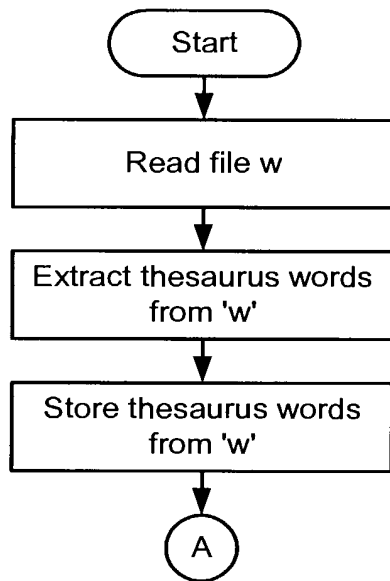 Start
Read file w
Extract thesaurus words
from 'w'
Store thesaurus words
from 'w'
A